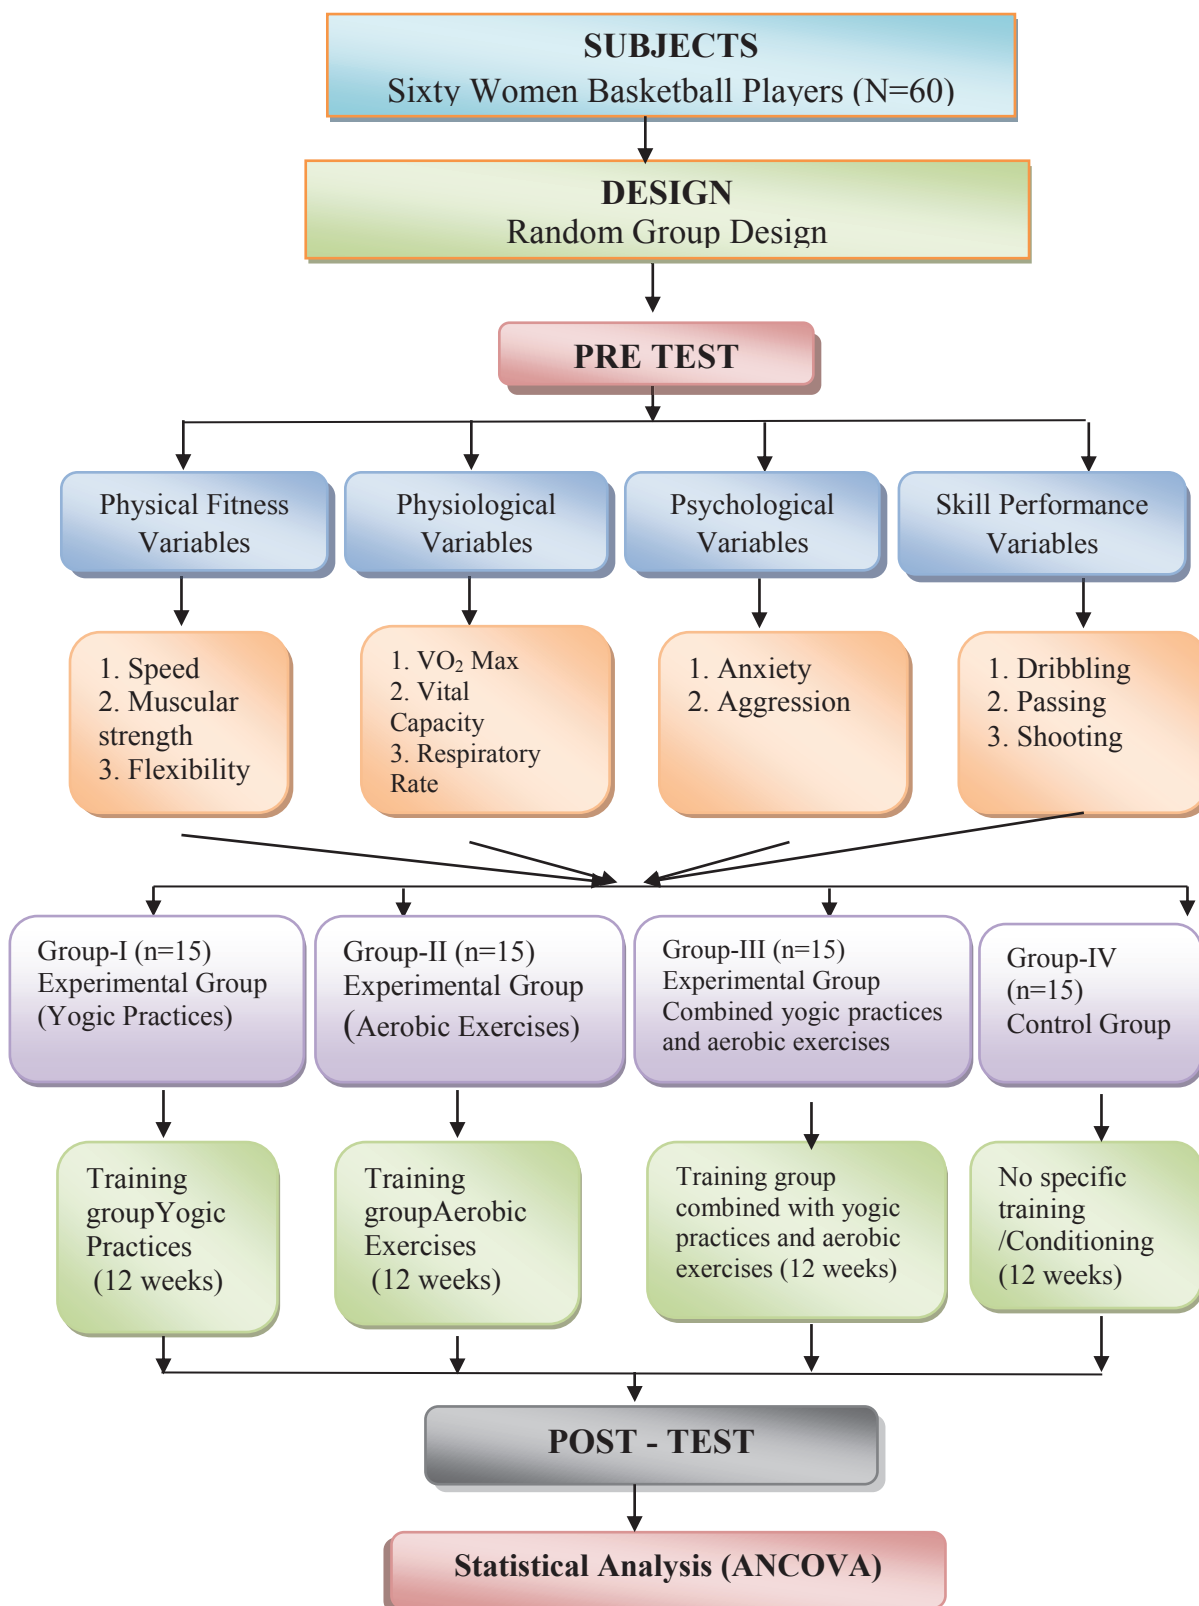 SUBJECTS
Sixty Women Basketball Players (N=60)
DESIGN
Random Group Design
PRE TEST
Physical Fitness
Variables
Physiological
Variables
Psychological
Variables
Skill Performance
Variables
1. Speed
2. Muscular
strength
3. Flexibility
1. VO₂ Max
2. Vital
Capacity
3. Respiratory
Rate
1. Anxiety
2. Aggression
1. Dribbling
2. Passing
3. Shooting
Group-I (n=15)
Experimental Group
(Yogic Practices)
Group-II (n=15)
Experimental Group
(Aerobic Exercises)
Group-III (n=15)
Experimental Group
Combined yogic practices
and aerobic exercises
Group-IV
(n=15)
Control Group
Training
groupYogic
Practices
(12 weeks)
Training
groupAerobic
Exercises
(12 weeks)
Training group
combined with yogic
practices and aerobic
exercises (12 weeks)
No specific
training
/Conditioning
(12 weeks)
POST - TEST
Statistical Analysis (ANCOVA)